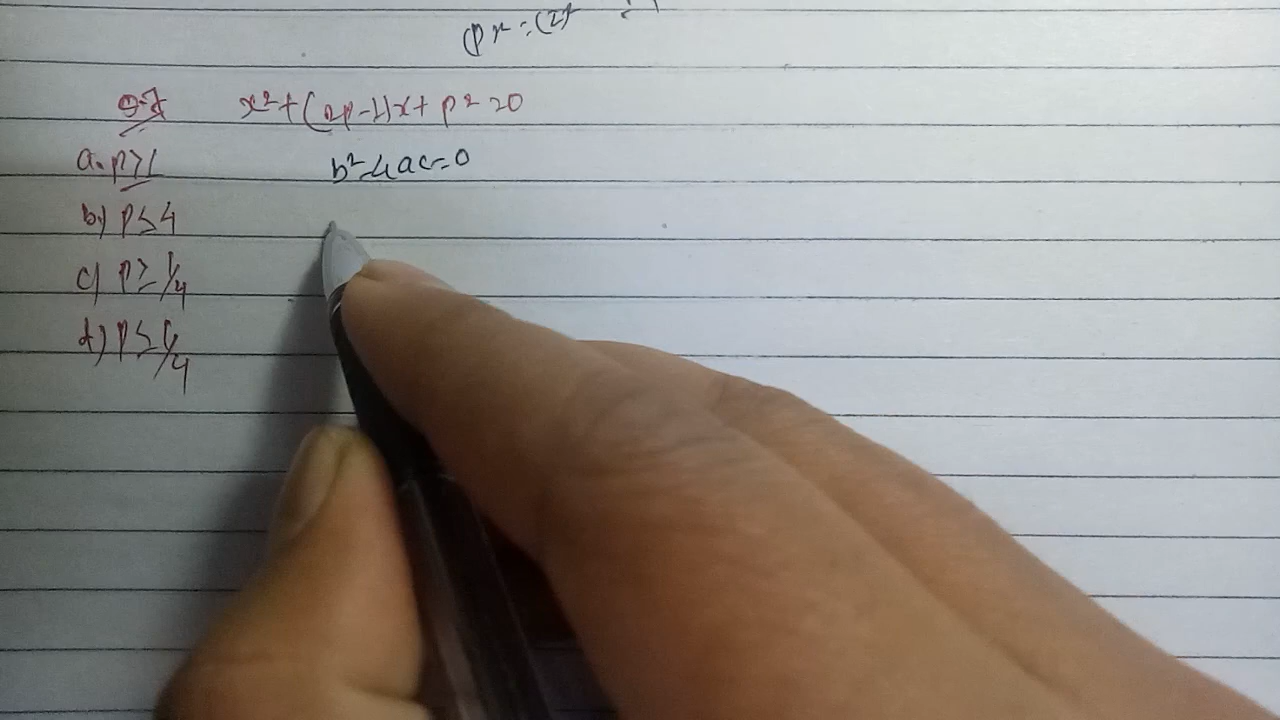 Q-7 x²+(2p-1)x+p²=0
a. p≥1
b²-4ac=0
b) p≤4
c) p≥1/4
d) p≤1/4